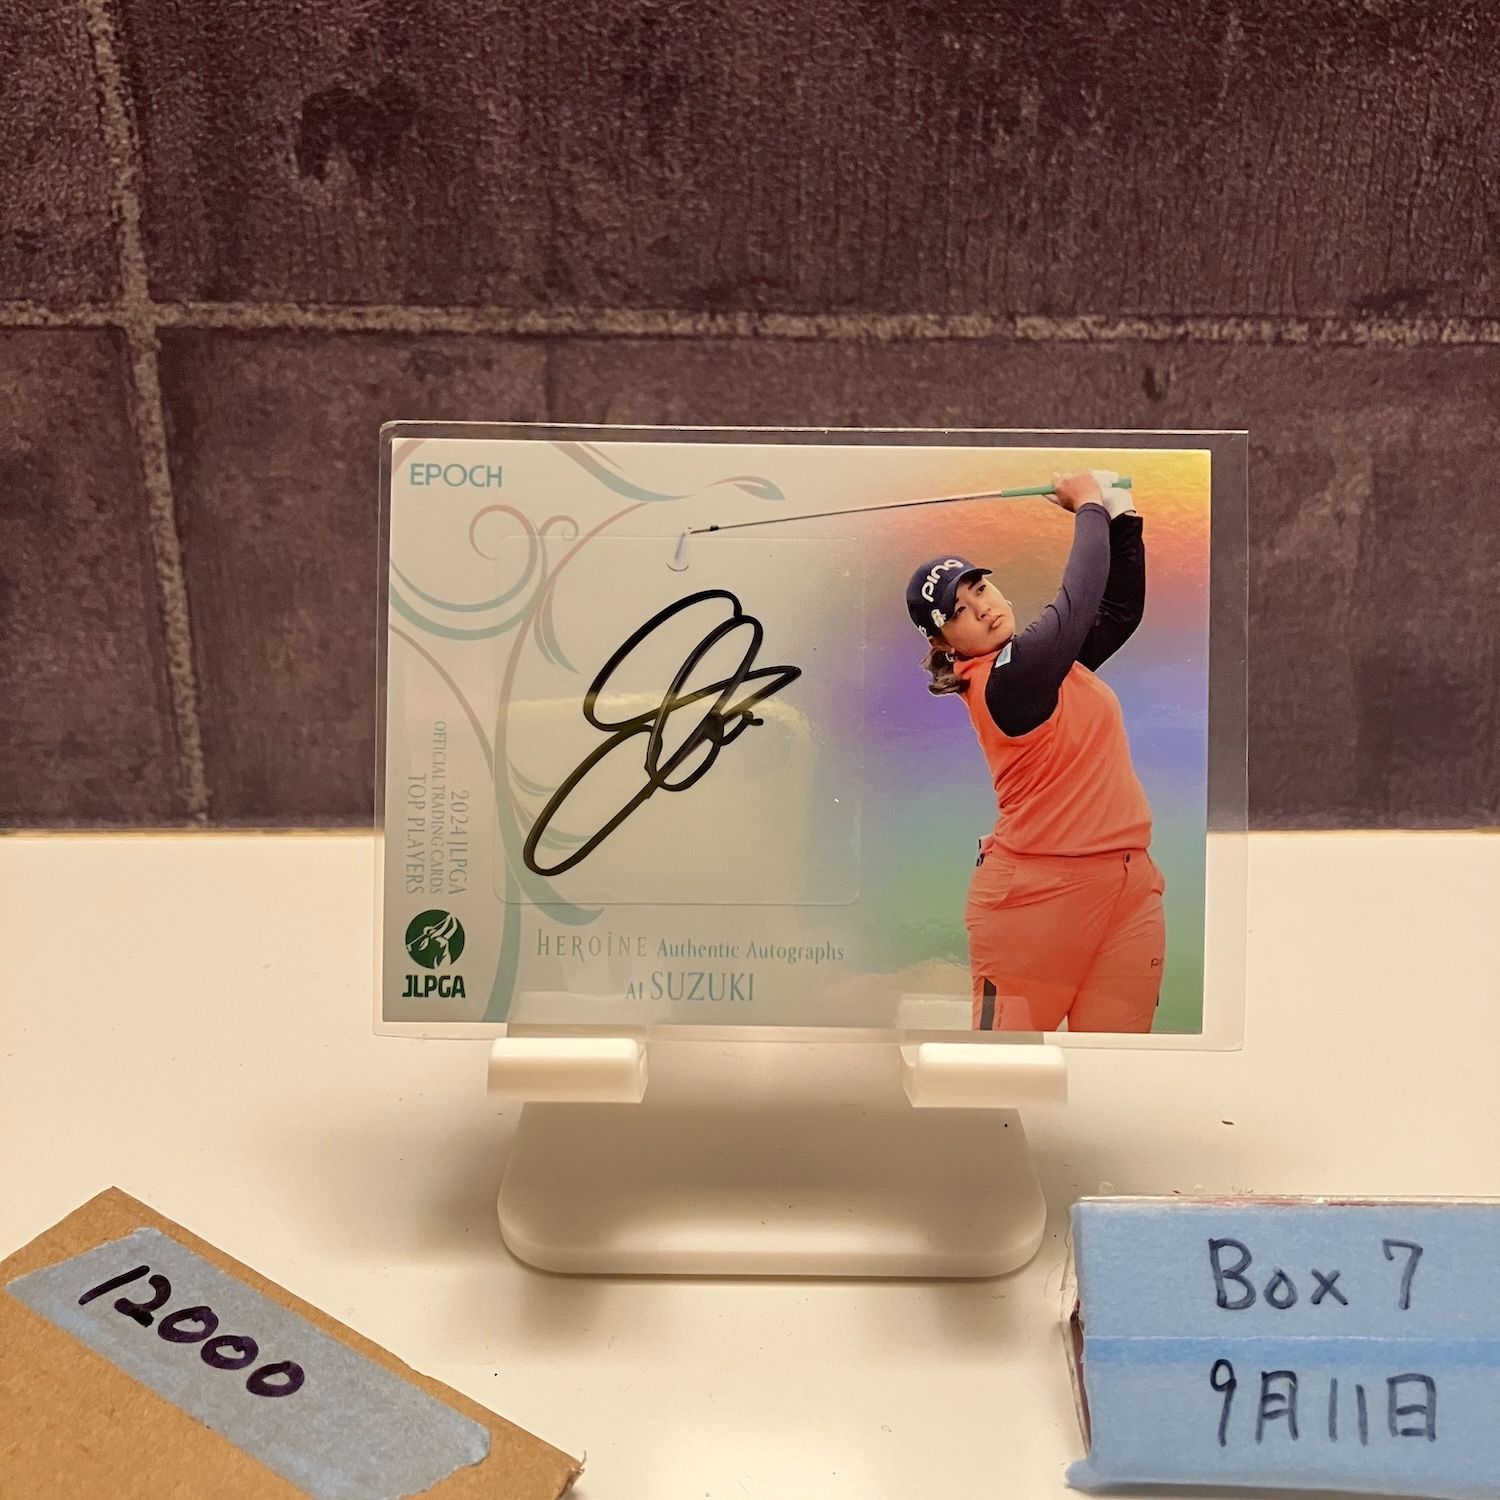 EPOCH
ping
2024 JLPGA
OFFICIAL TRADING CARDS
TOP PLAYERS
JLPGA
HEROINE Authentic Autographs
AI SUZUKI
12000
Box 7
9月11日